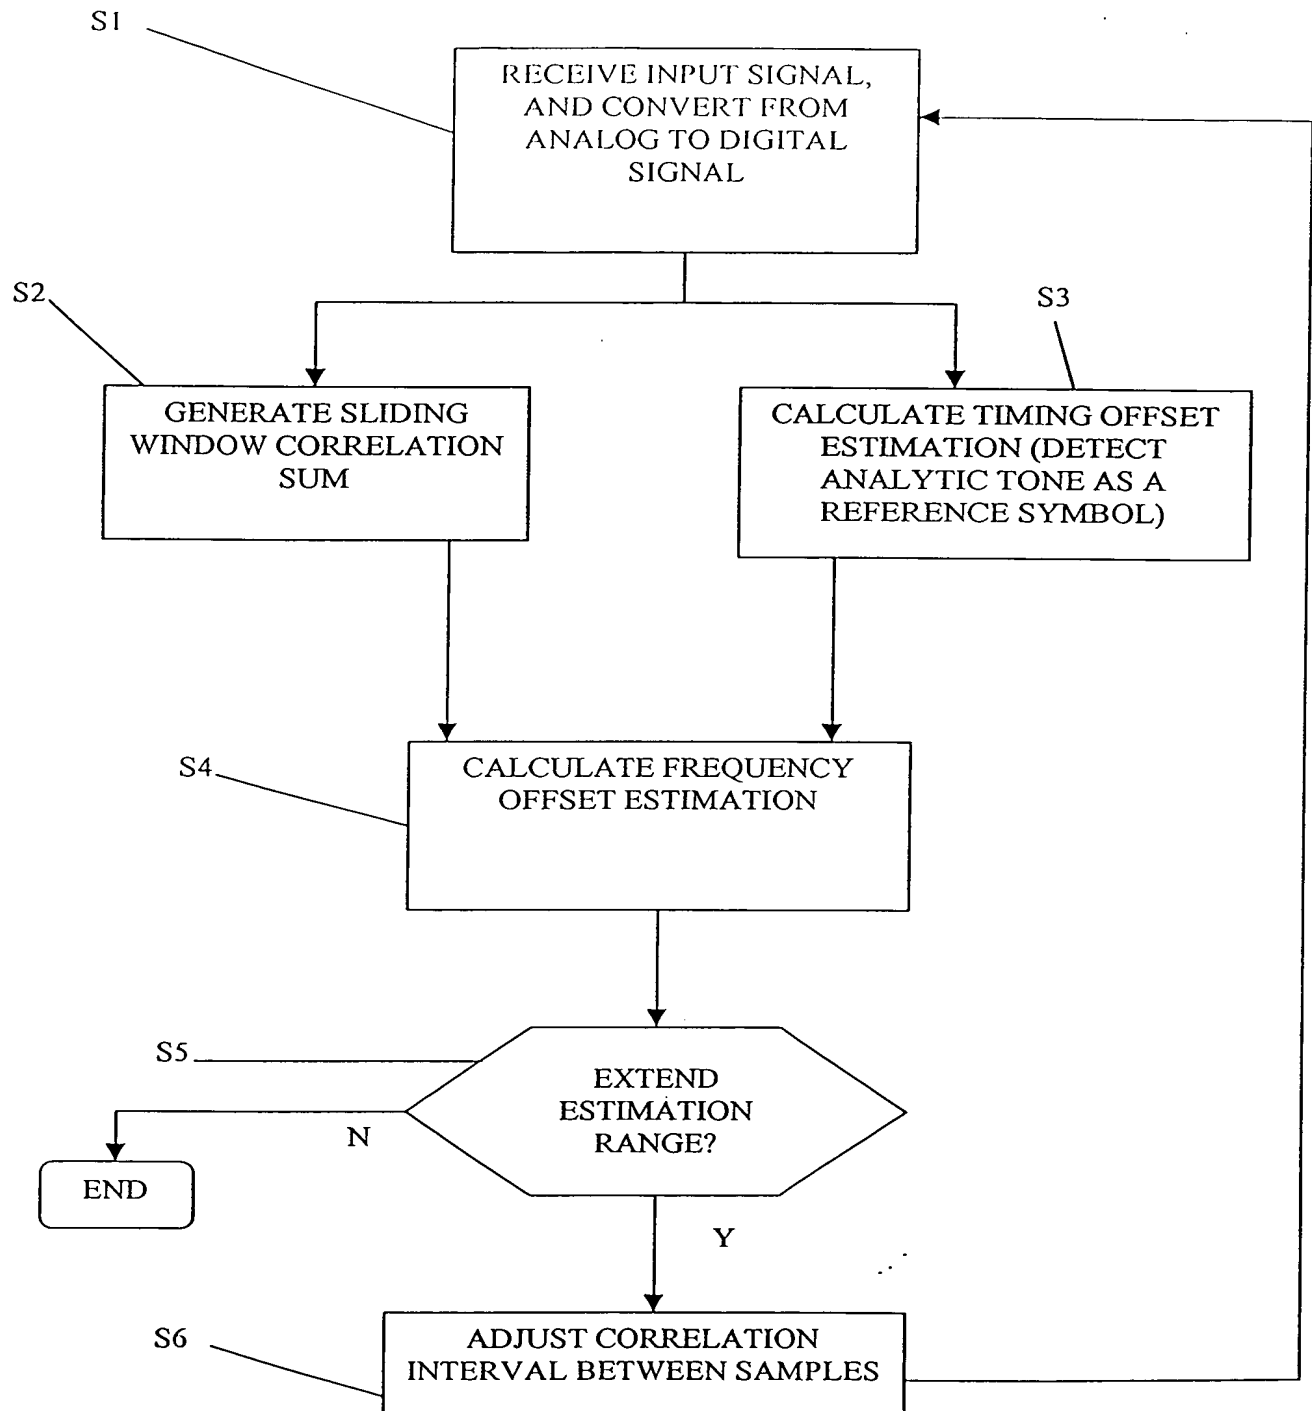 S1
RECEIVE INPUT SIGNAL,
AND CONVERT FROM
ANALOG TO DIGITAL
SIGNAL
S2
S3
GENERATE SLIDING
WINDOW CORRELATION
SUM
CALCULATE TIMING OFFSET
ESTIMATION (DETECT
ANALYTIC TONE AS A
REFERENCE SYMBOL)
S4
CALCULATE FREQUENCY
OFFSET ESTIMATION
S5
EXTEND
ESTIMATION
RANGE?
N
END
Y
S6
ADJUST CORRELATION
INTERVAL BETWEEN SAMPLES